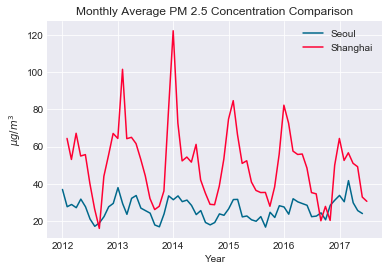 Monthly Average PM 2.5 Concentration Comparison
Seoul
Shanghai
120
100
80
60
40
20
μg/m³
2012
2013
2014
2015
2016
2017
Year